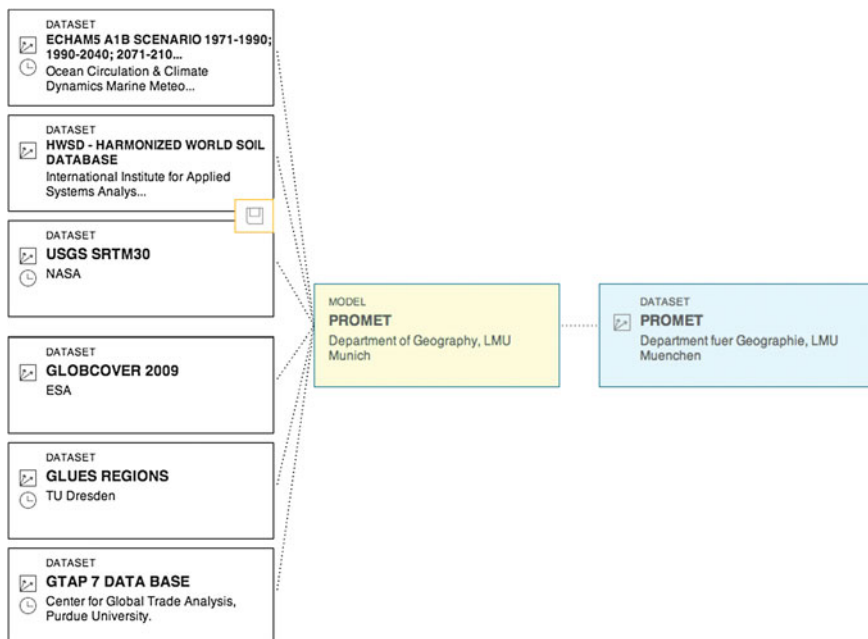 DATASET
ECHAM5 A1B SCENARIO 1971-1990;
1990-2040; 2071-210...
Ocean Circulation & Climate
Dynamics Marine Meteo...
DATASET
HWSD - HARMONIZED WORLD SOIL
DATABASE
International Institute for Applied
Systems Analys...
DATASET
USGS SRTM30
NASA
DATASET
GLOBCOVER 2009
ESA
DATASET
GLUES REGIONS
TU Dresden
DATASET
GTAP 7 DATA BASE
Center for Global Trade Analysis,
Purdue University.
MODEL
PROMET
Department of Geography, LMU
Munich
DATASET
PROMET
Department fuer Geographie, LMU
Muenchen